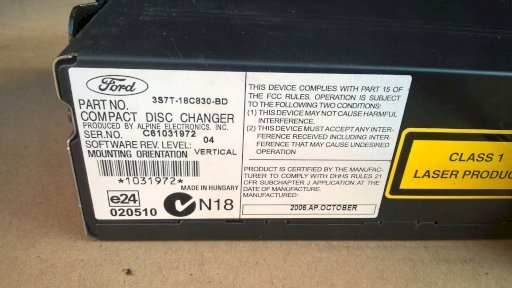 Ford
PART NO. 3S7T-18C830-BD
COMPACT DISC CHANGER
PRODUCED BY ALPINE ELECTRONICS, INC.
SER.NO. C81031972
SOFTWARE REV. LEVEL: 04
MOUNTING ORIENTATION VERTICAL
*1031972*
MADE IN HUNGARY
e24
020510
N18
THIS DEVICE COMPLIES WITH PART 15 OF
THE FCC RULES. OPERATION IS SUBJECT
TO THE FOLLOWING TWO CONDITIONS:
(1) THIS DEVICE MAY NOT CAUSE HARMFUL
INTERFERENCE.
(2) THIS DEVICE MUST ACCEPT ANY INTER-
FERENCE RECEIVED INCLUDING INTER-
FERENCE THAT MAY CAUSE UNDESIRED
OPERATION
PRODUCT IS CERTIFIED BY THE MANUFAC-
TURER TO COMPLY WITH DHHS RULES 21
CFR SUBCHAPTER J APPLICATION AT THE
DATE OF MANUFACTURE.
MANUFACTURED:
2006.AP.OCTOBER
CLASS 1
LASER PRODUC